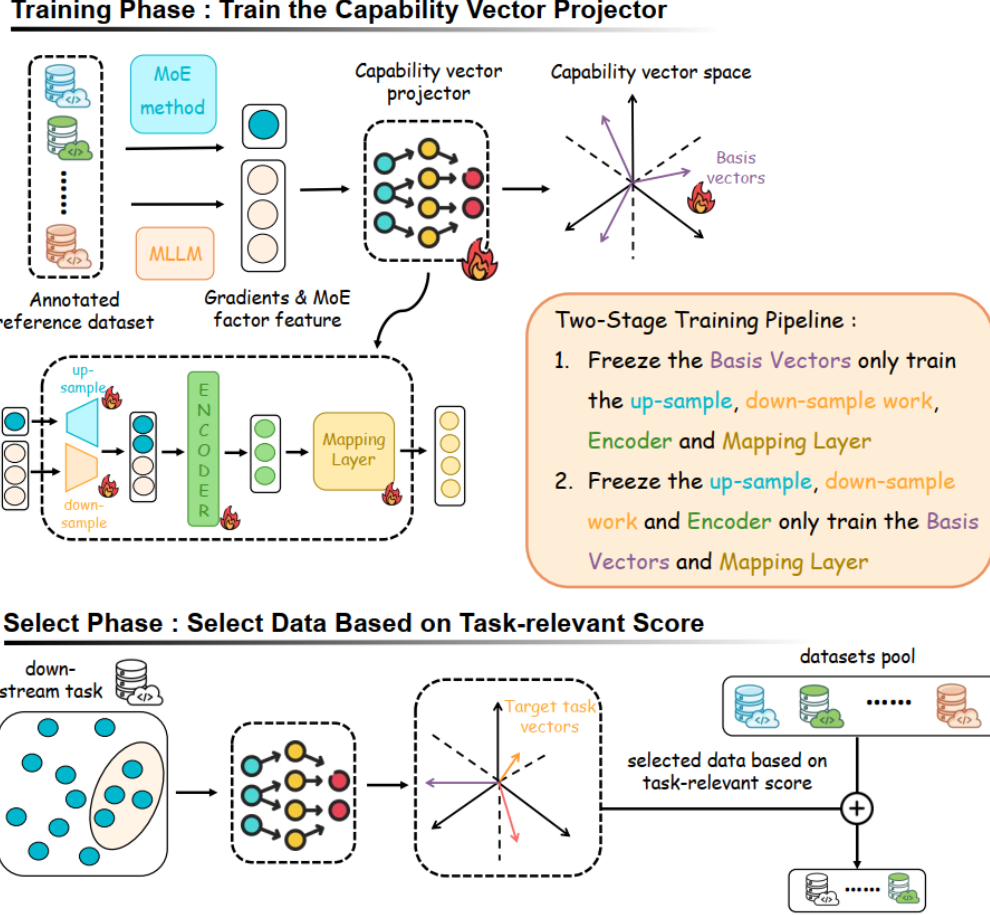 Training Phase : Train the Capability Vector Projector
MoE
method
MLLM
Annotated
reference dataset
Gradients & MoE
factor feature
Capability vector
projector
Capability vector space
Basis
vectors
up-
sample
down-
sample
ENCODER
Mapping
Layer
Two-Stage Training Pipeline :
1. Freeze the Basis Vectors only train
the up-sample, down-sample work,
Encoder and Mapping Layer
2. Freeze the up-sample, down-sample
work and Encoder only train the Basis
Vectors and Mapping Layer
Select Phase : Select Data Based on Task-relevant Score
down-
stream task
Target task
vectors
selected data based on
task-relevant score
datasets pool